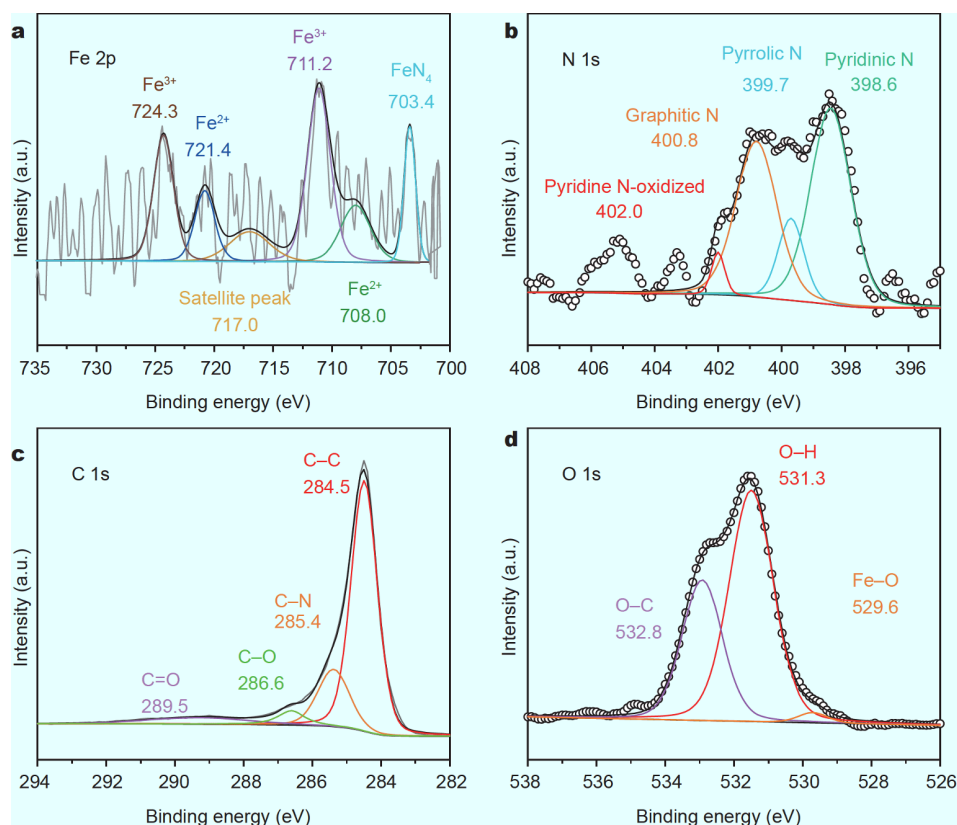 a
Fe 2p
Fe³⁺
724.3
Fe²⁺
721.4
Fe³⁺
711.2
FeN₄
703.4
Satellite peak
717.0
Fe²⁺
708.0
Intensity (a.u.)
735 730 725 720 715 710 705 700
Binding energy (eV)
b
N 1s
Pyrrolic N
399.7
Pyridinic N
398.6
Graphitic N
400.8
Pyridine N-oxidized
402.0
Intensity (a.u.)
408 406 404 402 400 398 396
Binding energy (eV)
c
C 1s
C–C
284.5
C–N
285.4
C–O
286.6
C=O
289.5
Intensity (a.u.)
294 292 290 288 286 284 282
Binding energy (eV)
d
O 1s
O–H
531.3
Fe–O
529.6
O–C
532.8
Intensity (a.u.)
538 536 534 532 530 528 526
Binding energy (eV)